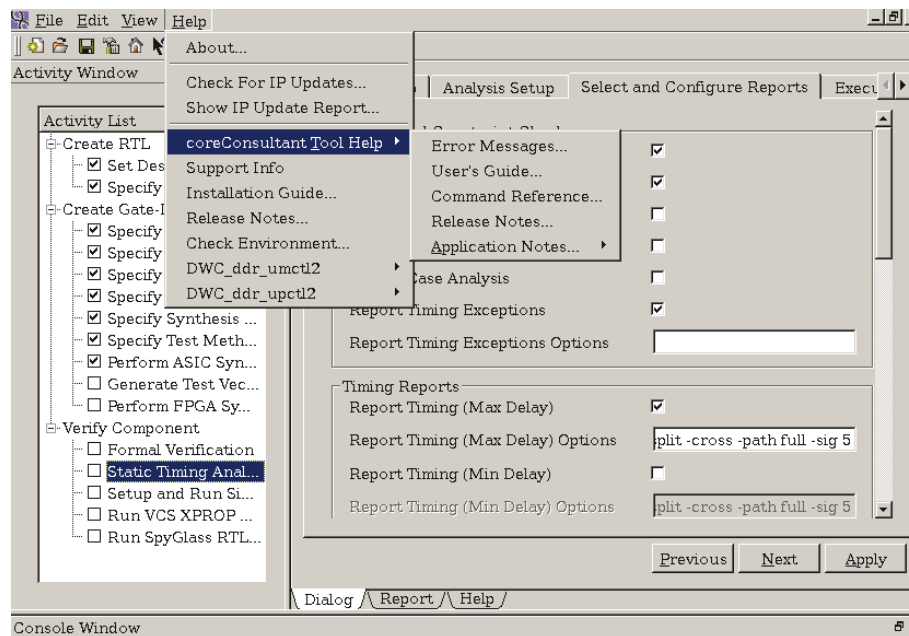 File Edit View Help
About...
Activity Window
Check For IP Updates...
Show IP Update Report...
Analysis Setup Select and Configure Reports
Activity List
coreConsultant Tool Help
Support Info
Installation Guide...
Release Notes...
Check Environment...
DWC_ddr_umctl2
DWC_ddr_upctl2
Error Messages...
User's Guide...
Command Reference...
Release Notes...
Application Notes...
Create RTL
Set Des
Specify
Specify
Specify
Specify
Specify
Specify Synthesis ...
Specify Test Meth...
Perform ASIC Syn...
Generate Test Vec...
Perform FPGA Sy...
Verify Component
Formal Verification
Static Timing Anal...
Setup and Run Si...
Run VCS XPROP ...
Run SpyGlass RTL...
Case Analysis
Report Timing Exceptions
Report Timing Exceptions Options
Timing Reports
Report Timing (Max Delay)
Report Timing (Max Delay) Options
plit -cross -path full -sig 5
Report Timing (Min Delay)
Report Timing (Min Delay) Options
plit -cross -path full -sig 5
Previous Next Apply
Dialog Report Help
Console Window